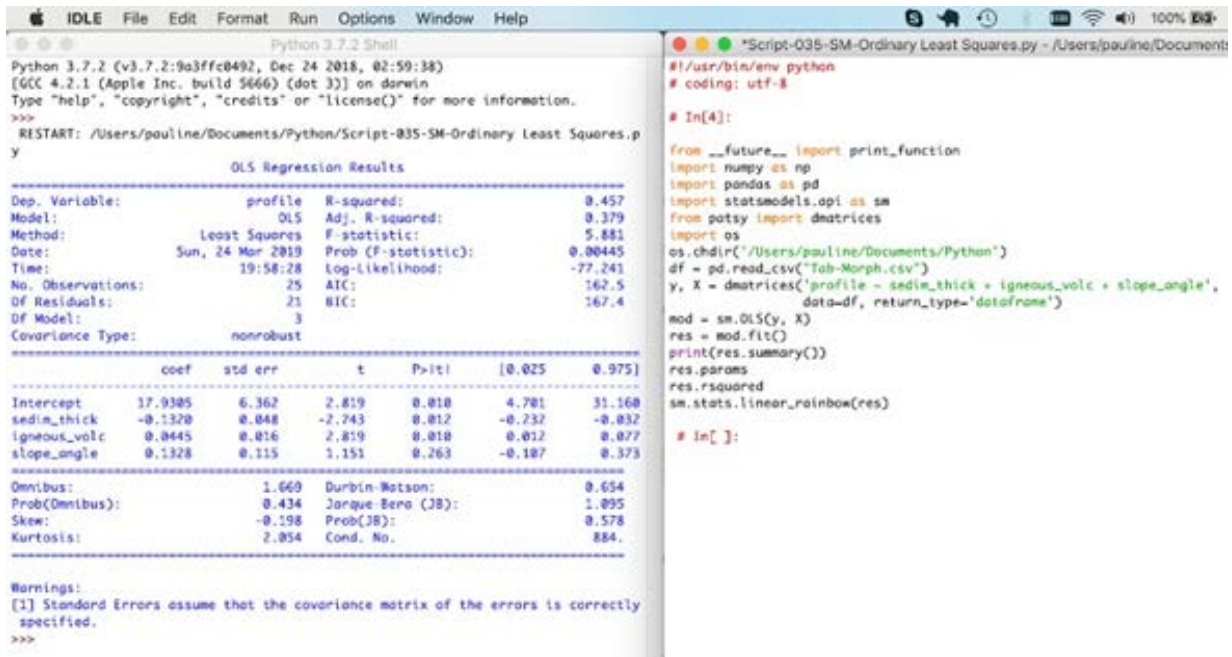 IDLE File Edit Format Run Options Window Help 100%
Python 3.7.2 Shell
Python 3.7.2 (v3.7.2:9a3ffc0492, Dec 24 2018, 02:59:38)
[GCC 4.2.1 (Apple Inc. build 5666) (dot 3)] on darwin
Type "help", "copyright", "credits" or "license()" for more information.
>>>
RESTART: /Users/pauline/Documents/Python/Script-035-SM-Ordinary Least Squares.p
y
OLS Regression Results
Dep. Variable: profile R-squared: 0.457
Model: OLS Adj. R-squared: 0.379
Method: Least Squares F-statistic: 5.881
Date: Sun, 24 Mar 2019 Prob (F-statistic): 0.00445
Time: 19:58:28 Log-Likelihood: -77.241
No. Observations: 25 AIC: 162.5
Df Residuals: 21 BIC: 167.4
Df Model: 3
Covariance Type: nonrobust
coef std err t P>|t| [0.025 0.975]
Intercept 17.9305 6.362 2.819 0.010 4.701 31.160
sedim_thick -0.1320 0.048 -2.743 0.012 -0.232 -0.032
igneous_volc 0.0445 0.016 2.819 0.010 0.012 0.077
slope_angle 0.1328 0.115 1.151 0.263 -0.107 0.373
Omnibus: 1.669 Durbin-Watson: 0.654
Prob(Omnibus): 0.434 Jarque-Bera (JB): 1.095
Skew: -0.198 Prob(JB): 0.578
Kurtosis: 2.054 Cond. No. 884.
Warnings:
[1] Standard Errors assume that the covariance matrix of the errors is correctly
specified.
>>>
*Script-035-SM-Ordinary Least Squares.py - /Users/pauline/Documents
#!/usr/bin/env python
# coding: utf-8
# In[4]:
from __future__ import print_function
import numpy as np
import pandas as pd
import statsmodels.api as sm
from patsy import dmatrices
import os
os.chdir('/Users/pauline/Documents/Python')
df = pd.read_csv("Tab-Morph.csv")
y, X = dmatrices('profile ~ sedim_thick + igneous_volc + slope_angle',
data=df, return_type='dataframe')
mod = sm.OLS(y, X)
res = mod.fit()
print(res.summary())
res.params
res.rsquared
sm.stats.linear_rainbow(res)
# In[ ]: